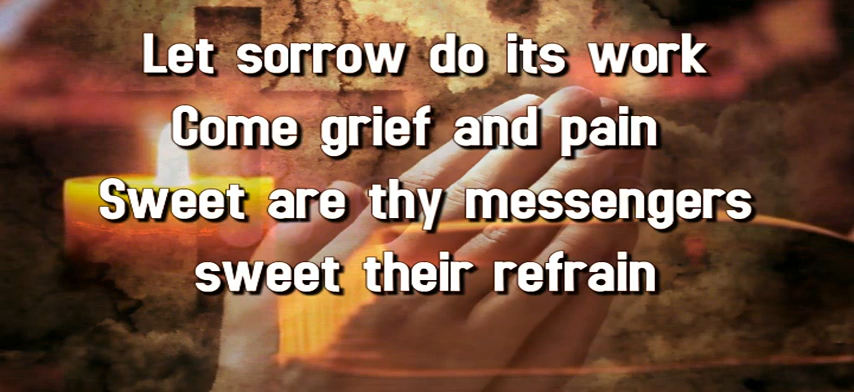 Let sorrow do its work
Come grief and pain
Sweet are thy messengers
sweet their refrain